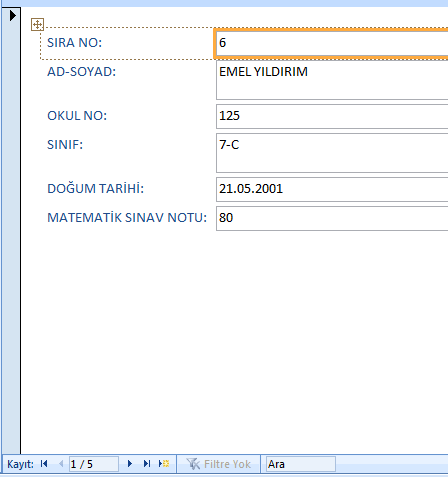 SIRA NO: 6
AD-SOYAD: EMEL YILDIRIM
OKUL NO: 125
SINIF: 7-C
DOĞUM TARİHİ: 21.05.2001
MATEMATİK SINAV NOTU: 80
Kayıt: 1 / 5 Filtre Yok Ara